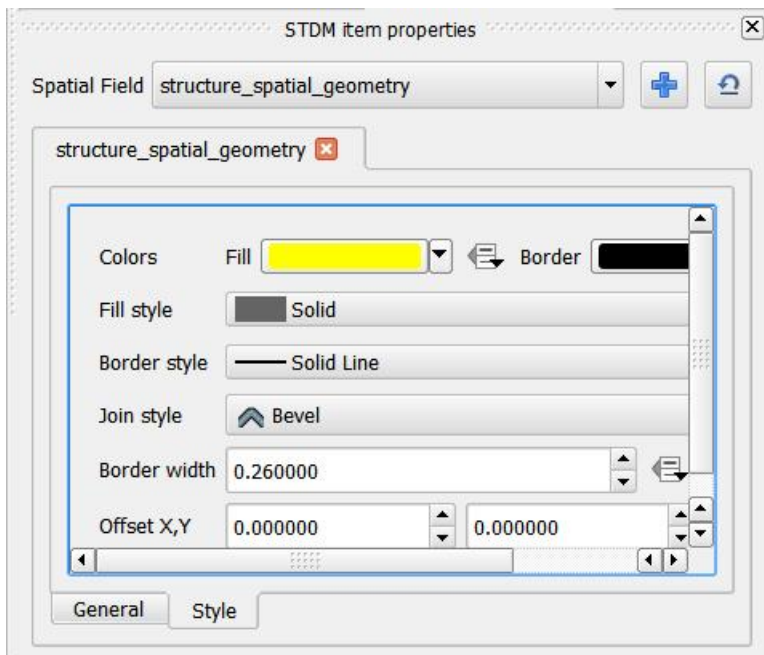 STDM item properties
Spatial Field structure_spatial_geometry
structure_spatial_geometry
Colors Fill Border
Fill style Solid
Border style Solid Line
Join style Bevel
Border width 0.260000
Offset X,Y 0.000000 0.000000
General Style